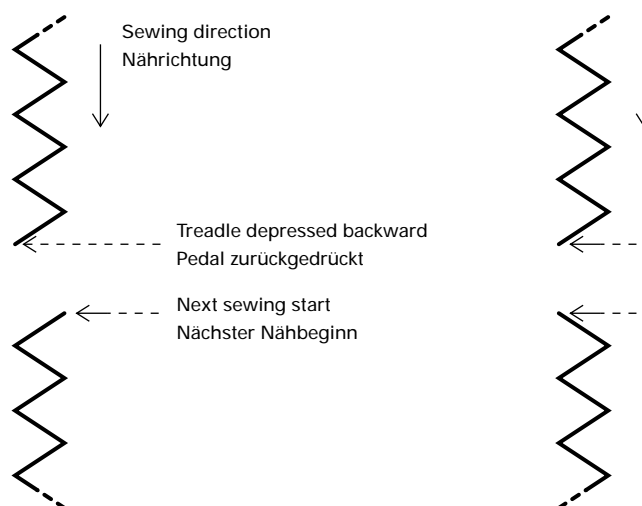 Sewing direction
Nährichtung
Treadle depressed backward
Pedal zurückgedrückt
Next sewing start
Nächster Nähbeginn